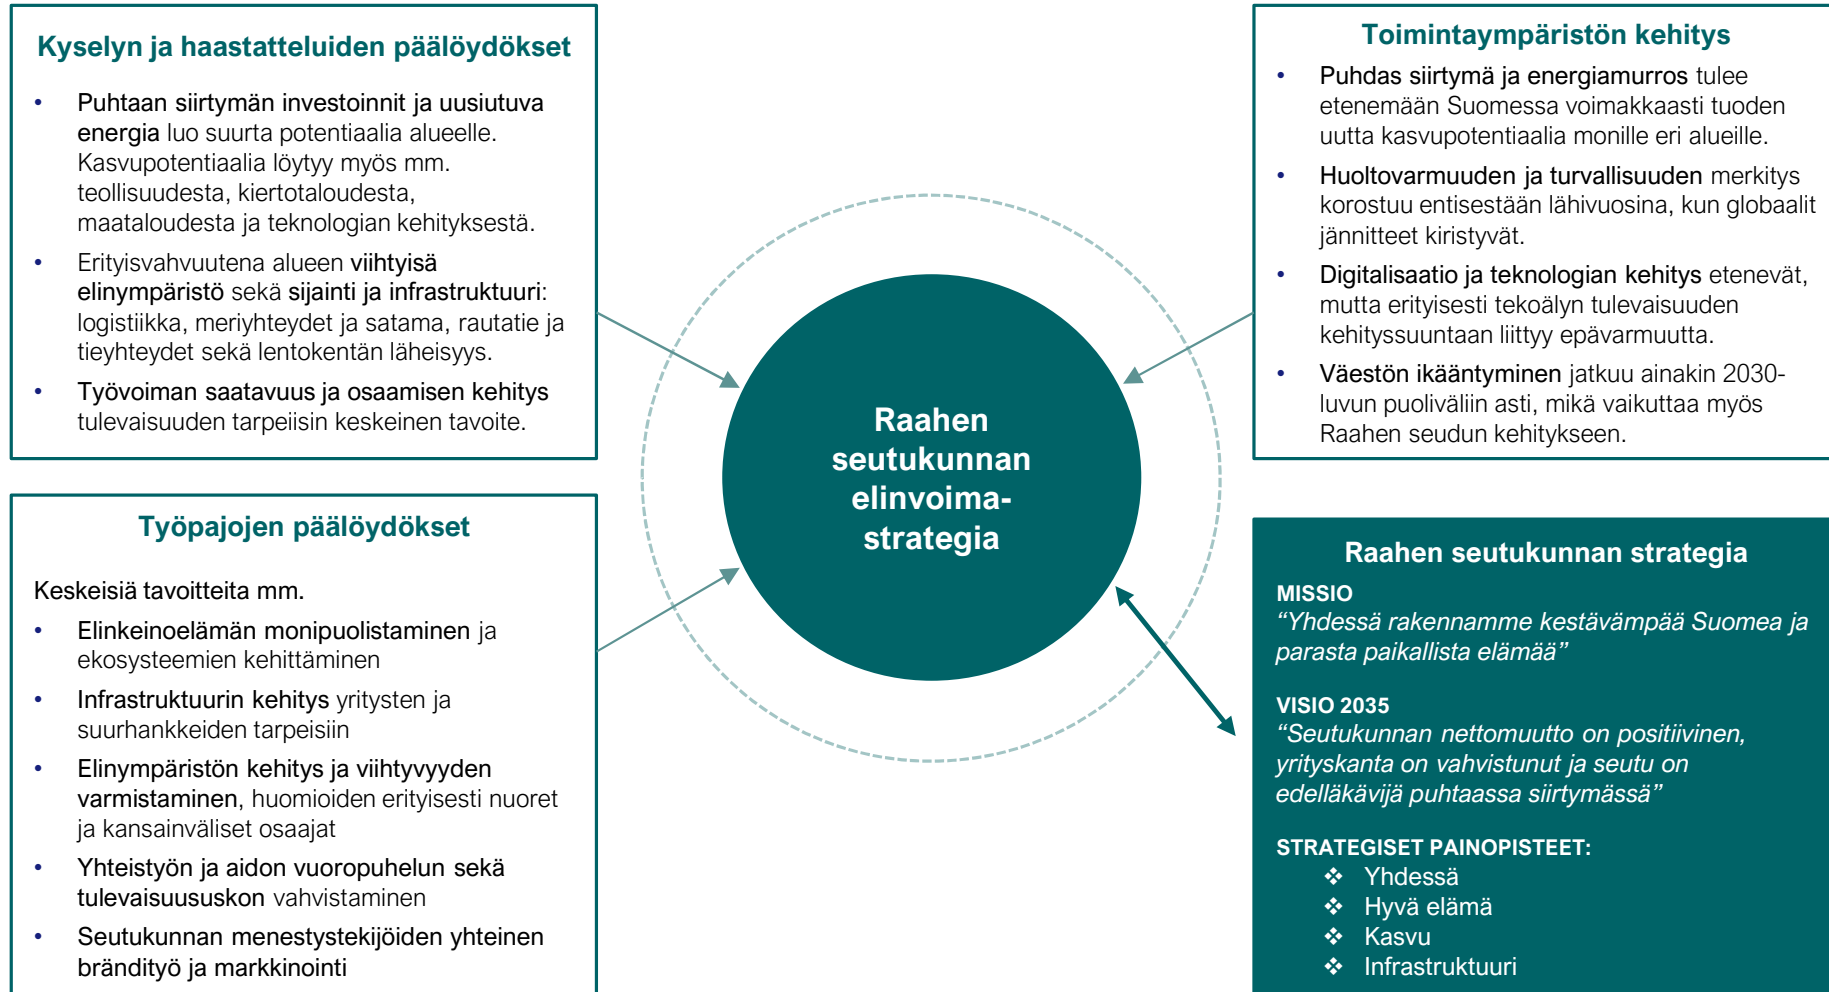 Kyselyn ja haastatteluiden päälöydökset
• Puhtaan siirtymän investoinnit ja uusiutuva
energia luo suurta potentiaalia alueelle.
Kasvupotentiaalia löytyy myös mm.
teollisuudesta, kiertotaloudesta,
maataloudesta ja teknologian kehityksestä.
• Erityisvahvuutena alueen viihtyisä
elinympäristö sekä sijainti ja infrastruktuuri:
logistiikka, meriyhteydet ja satama, rautatie ja
tieyhteydet sekä lentokentän läheisyys.
• Työvoiman saatavuus ja osaamisen kehitys
tulevaisuuden tarpeisiin keskeinen tavoite.
Työpajojen päälöydökset
Keskeisiä tavoitteita mm.
• Elinkeinoelämän monipuolistaminen ja
ekosysteemien kehittäminen
• Infrastruktuurin kehitys yritysten ja
suurhankkeiden tarpeisiin
• Elinympäristön kehitys ja viihtyvyyden
varmistaminen, huomioiden erityisesti nuoret
ja kansainväliset osaajat
• Yhteistyön ja aidon vuoropuhelun sekä
tulevaisuususkon vahvistaminen
• Seutukunnan menestystekijöiden yhteinen
brändityö ja markkinointi
Raahen
seutukunnan
elinvoima-
strategia
Toimintaympäristön kehitys
• Puhdas siirtymä ja energiamurros tulee
etenemään Suomessa voimakkaasti tuoden
uutta kasvupotentiaalia monille eri alueille.
• Huoltovarmuuden ja turvallisuuden merkitys
korostuu entisestään lähivuosina, kun globaalit
jännitteet kiristyvät.
• Digitalisaatio ja teknologian kehitys etenevät,
mutta erityisesti tekoälyn tulevaisuuden
kehityssuuntaan liittyy epävarmuutta.
• Väestön ikääntyminen jatkuu ainakin 2030-
luvun puoliväliin asti, mikä vaikuttaa myös
Raahen seudun kehitykseen.
Raahen seutukunnan strategia
MISSIO
“Yhdessä rakennamme kestävämpää Suomea ja
parasta paikallista elämää”
VISIO 2035
“Seutukunnan nettomuutto on positiivinen,
yrityskanta on vahvistunut ja seutu on
edelläkävijä puhtaassa siirtymässä”
STRATEGISET PAINOPISTEET:
❖ Yhdessä
❖ Hyvä elämä
❖ Kasvu
❖ Infrastruktuuri